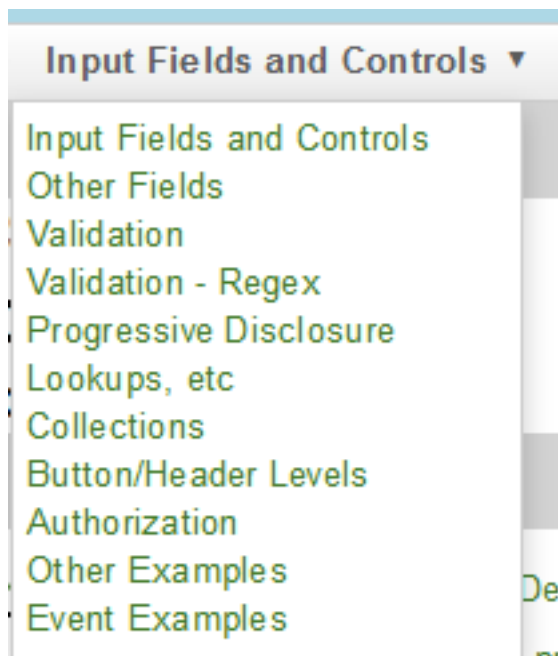 Input Fields and Controls ▼
Input Fields and Controls
Other Fields
Validation
Validation - Regex
Progressive Disclosure
Lookups, etc
Collections
Button/Header Levels
Authorization
Other Examples
Event Examples